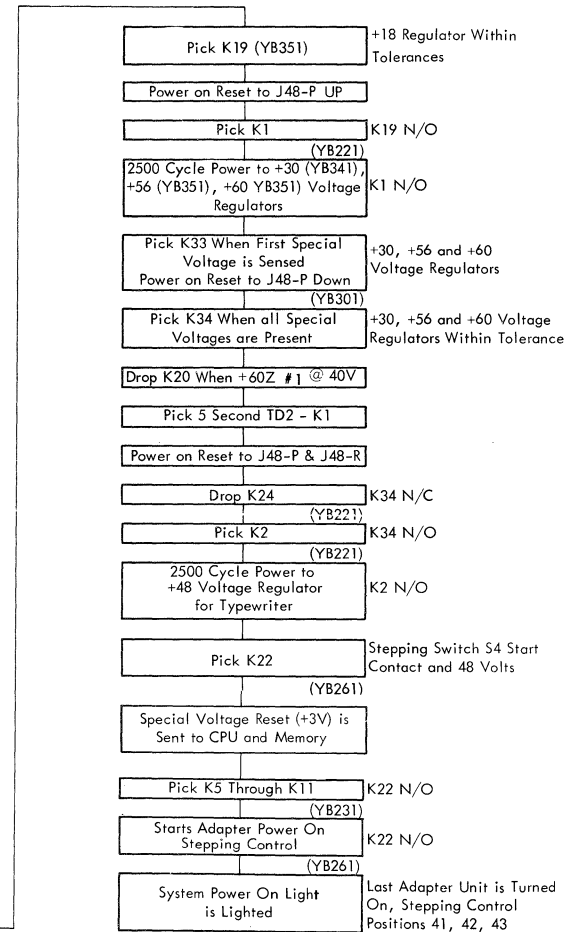 Pick K19 (YB351)
+18 Regulator Within
Tolerances
Power on Reset to J48-P UP
Pick K1
K19 N/O
(YB221)
2500 Cycle Power to +30 (YB341),
+56 (YB351), +60 YB351) Voltage
Regulators
K1 N/O
Pick K33 When First Special
Voltage is Sensed
Power on Reset to J48-P Down
+30, +56 and +60
Voltage Regulators
(YB301)
Pick K34 When all Special
Voltages are Present
+30, +56 and +60 Voltage
Regulators Within Tolerance
Drop K20 When +60Z #1 @ 40V
Pick 5 Second TD2 - K1
Power on Reset to J48-P & J48-R
Drop K24
K34 N/C
(YB221)
Pick K2
K34 N/O
(YB221)
2500 Cycle Power to
+48 Voltage Regulator
for Typewriter
K2 N/O
Pick K22
Stepping Switch S4 Start
Contact and 48 Volts
(YB261)
Special Voltage Reset (+3V) is
Sent to CPU and Memory
Pick K5 Through K11
K22 N/O
(YB231)
Starts Adapter Power On
Stepping Control
K22 N/O
(YB261)
System Power On Light
is Lighted
Last Adapter Unit is Turned
On, Stepping Control
Positions 41, 42, 43